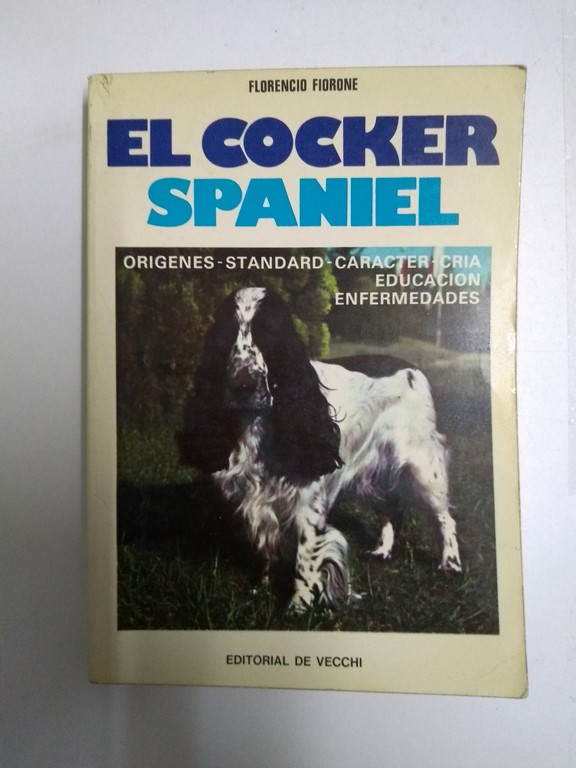 FLORENCIO FIORONE
EL COCKER
SPANIEL
ORIGENES-STANDARD-CARACTER-CRIA
EDUCACION
ENFERMEDADES
EDITORIAL DE VECCHI